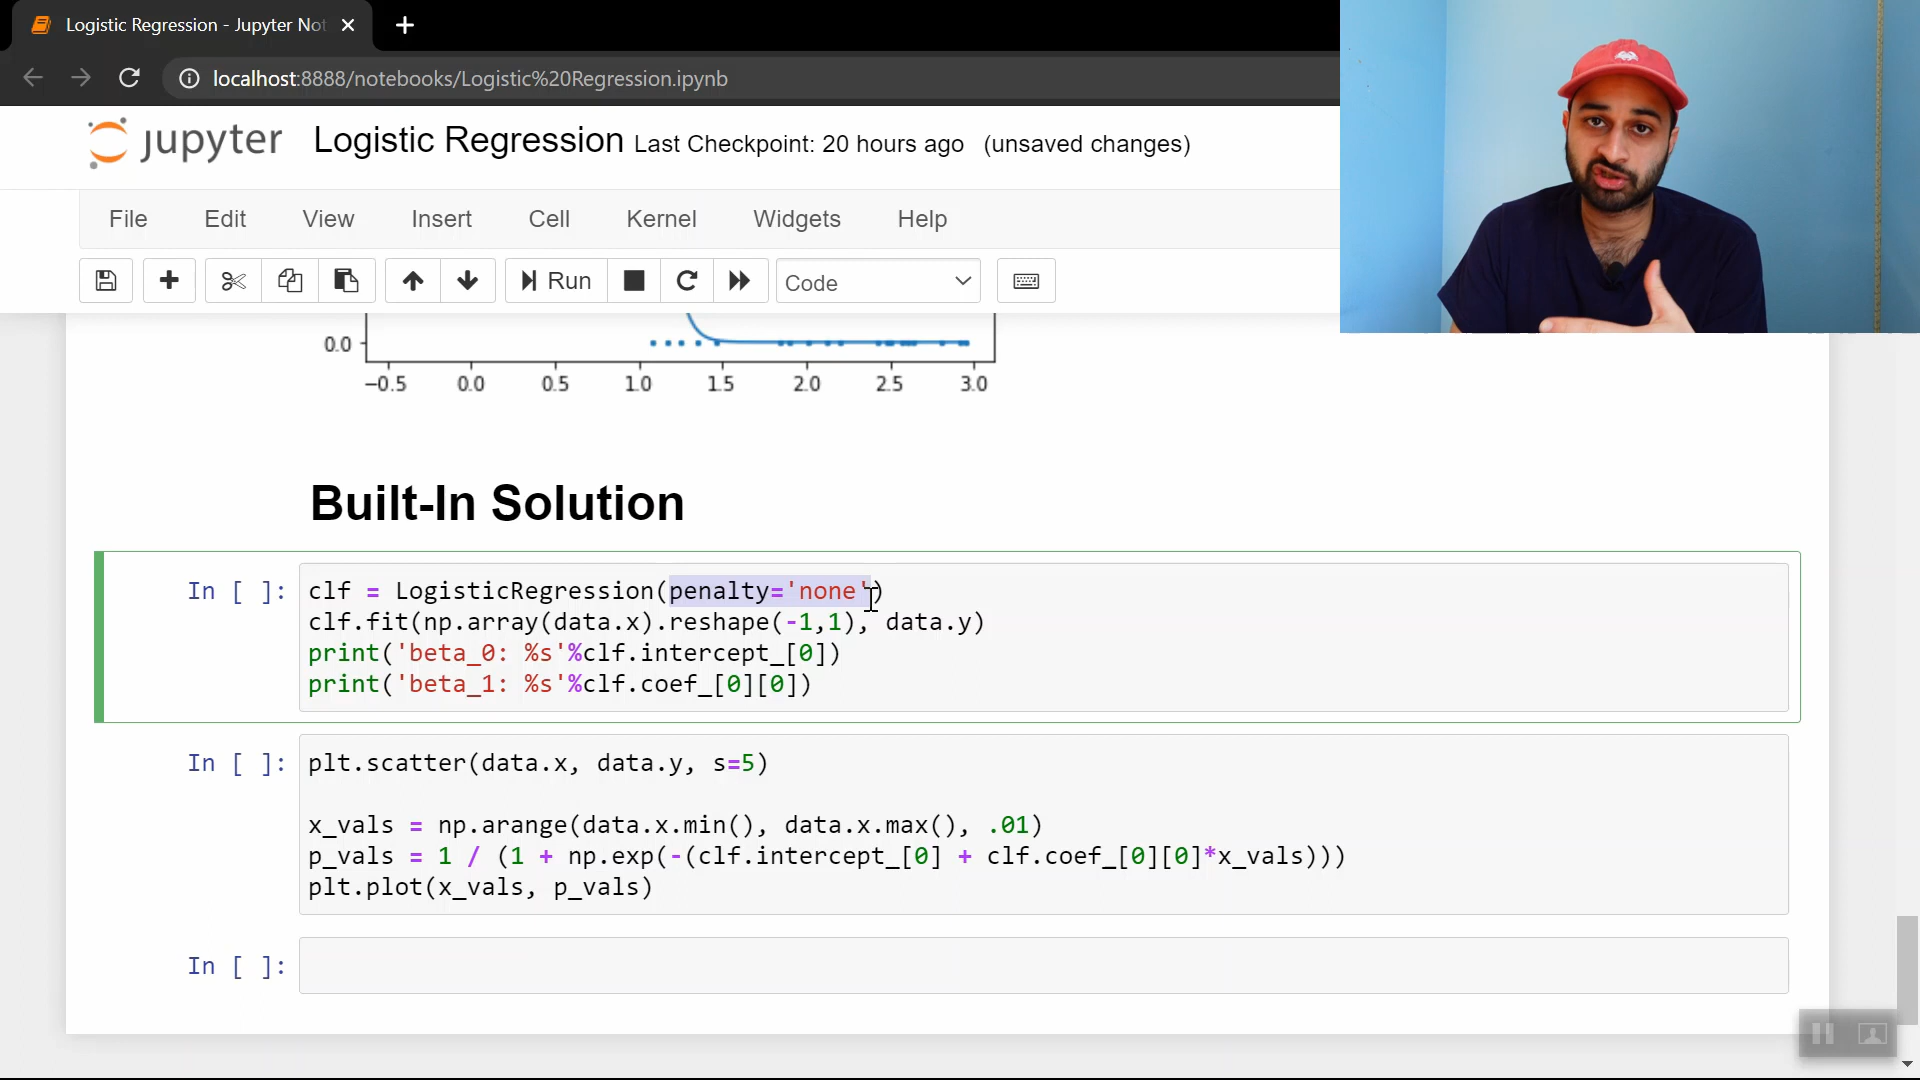 Logistic Regression - Jupyter Not
localhost:8888/notebooks/Logistic%20Regression.ipynb
jupyter Logistic Regression Last Checkpoint: 20 hours ago (unsaved changes)
File Edit View Insert Cell Kernel Widgets Help
Run Code
0.0
−0.5 0.0 0.5 1.0 1.5 2.0 2.5 3.0
Built-In Solution
In [ ]: clf = LogisticRegression(penalty='none')
clf.fit(np.array(data.x).reshape(-1,1), data.y)
print('beta_0: %s'%clf.intercept_[0])
print('beta_1: %s'%clf.coef_[0][0])
In [ ]: plt.scatter(data.x, data.y, s=5)
x_vals = np.arange(data.x.min(), data.x.max(), .01)
p_vals = 1 / (1 + np.exp(-(clf.intercept_[0] + clf.coef_[0][0]*x_vals)))
plt.plot(x_vals, p_vals)
In [ ]: